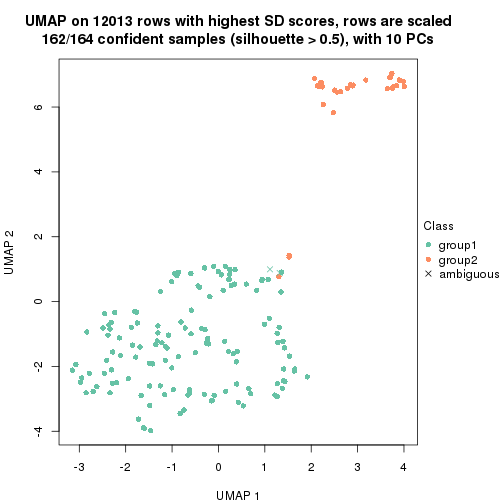 UMAP on 12013 rows with highest SD scores, rows are scaled
162/164 confident samples (silhouette > 0.5), with 10 PCs
6
4
2
0
-2
-4
UMAP 2
-3 -2 -1 0 1 2 3 4
UMAP 1
Class
group1
group2
ambiguous